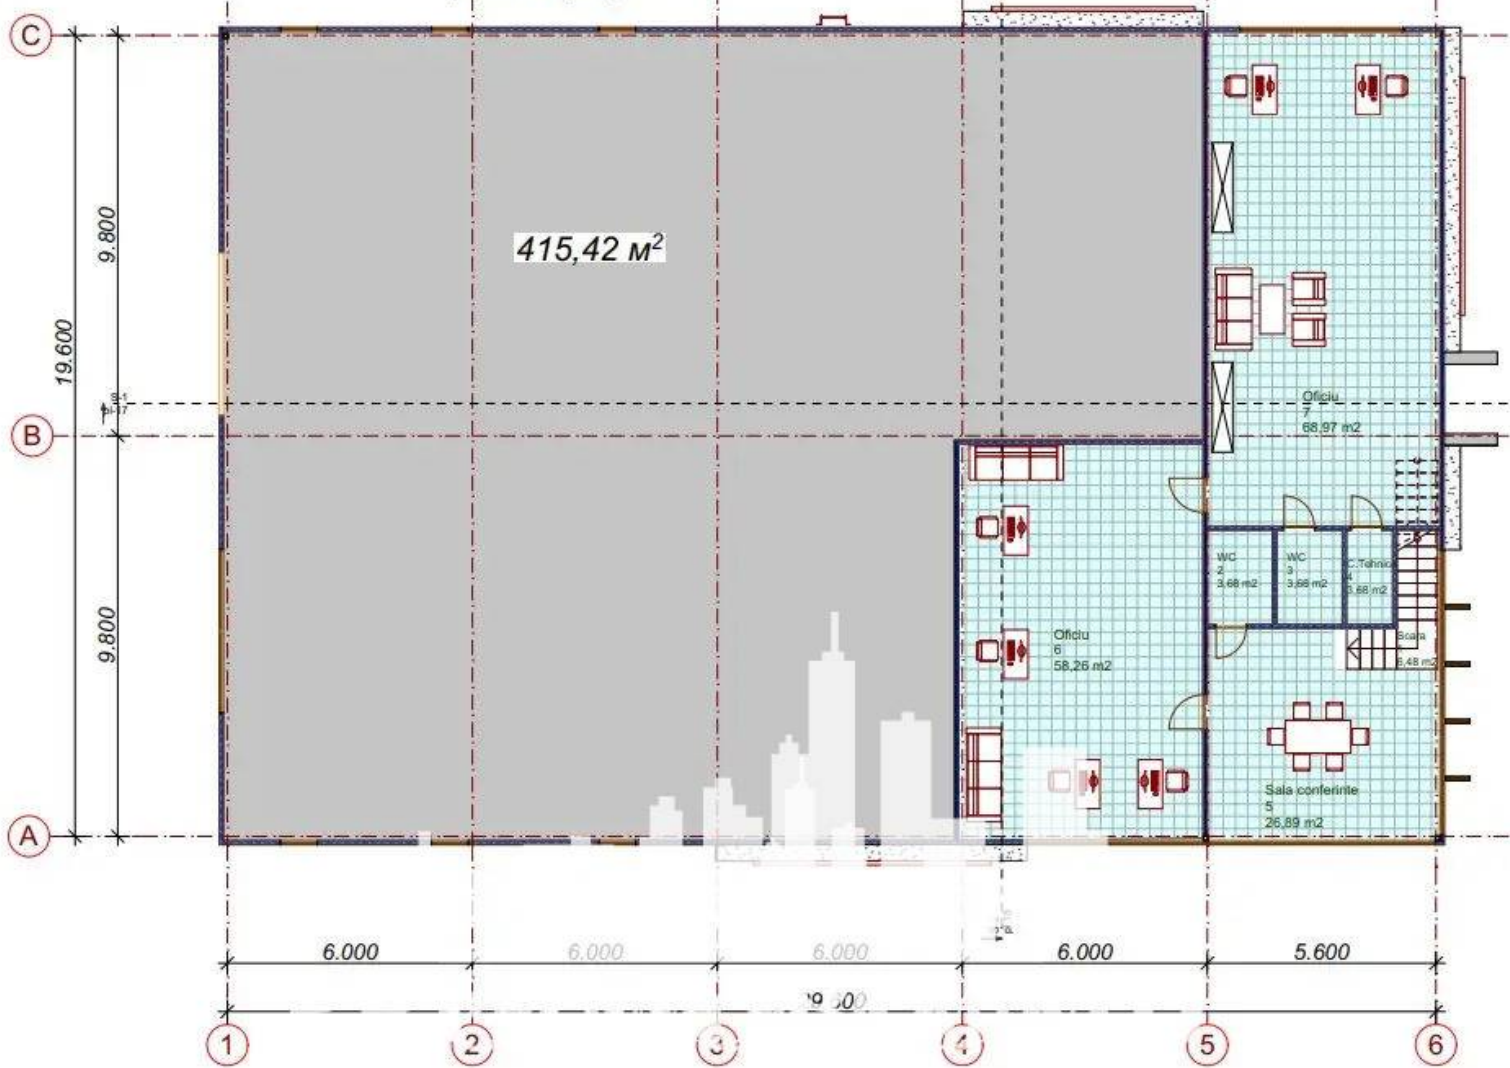 C
9.800
415,42 м²
19.600
S-1
pl-17
B
Oficiu
7
68,97 m2
WC
2
3,68 m2
WC
3
3,68 m2
C.Tehnic
4
3,68 m2
9.800
Oficiu
6
58,26 m2
Scara
6,48 m2
Sala conferinte
5
26,89 m2
A
6.000
6.000
6.000
6.000
5.600
1
2
3
4
5
6